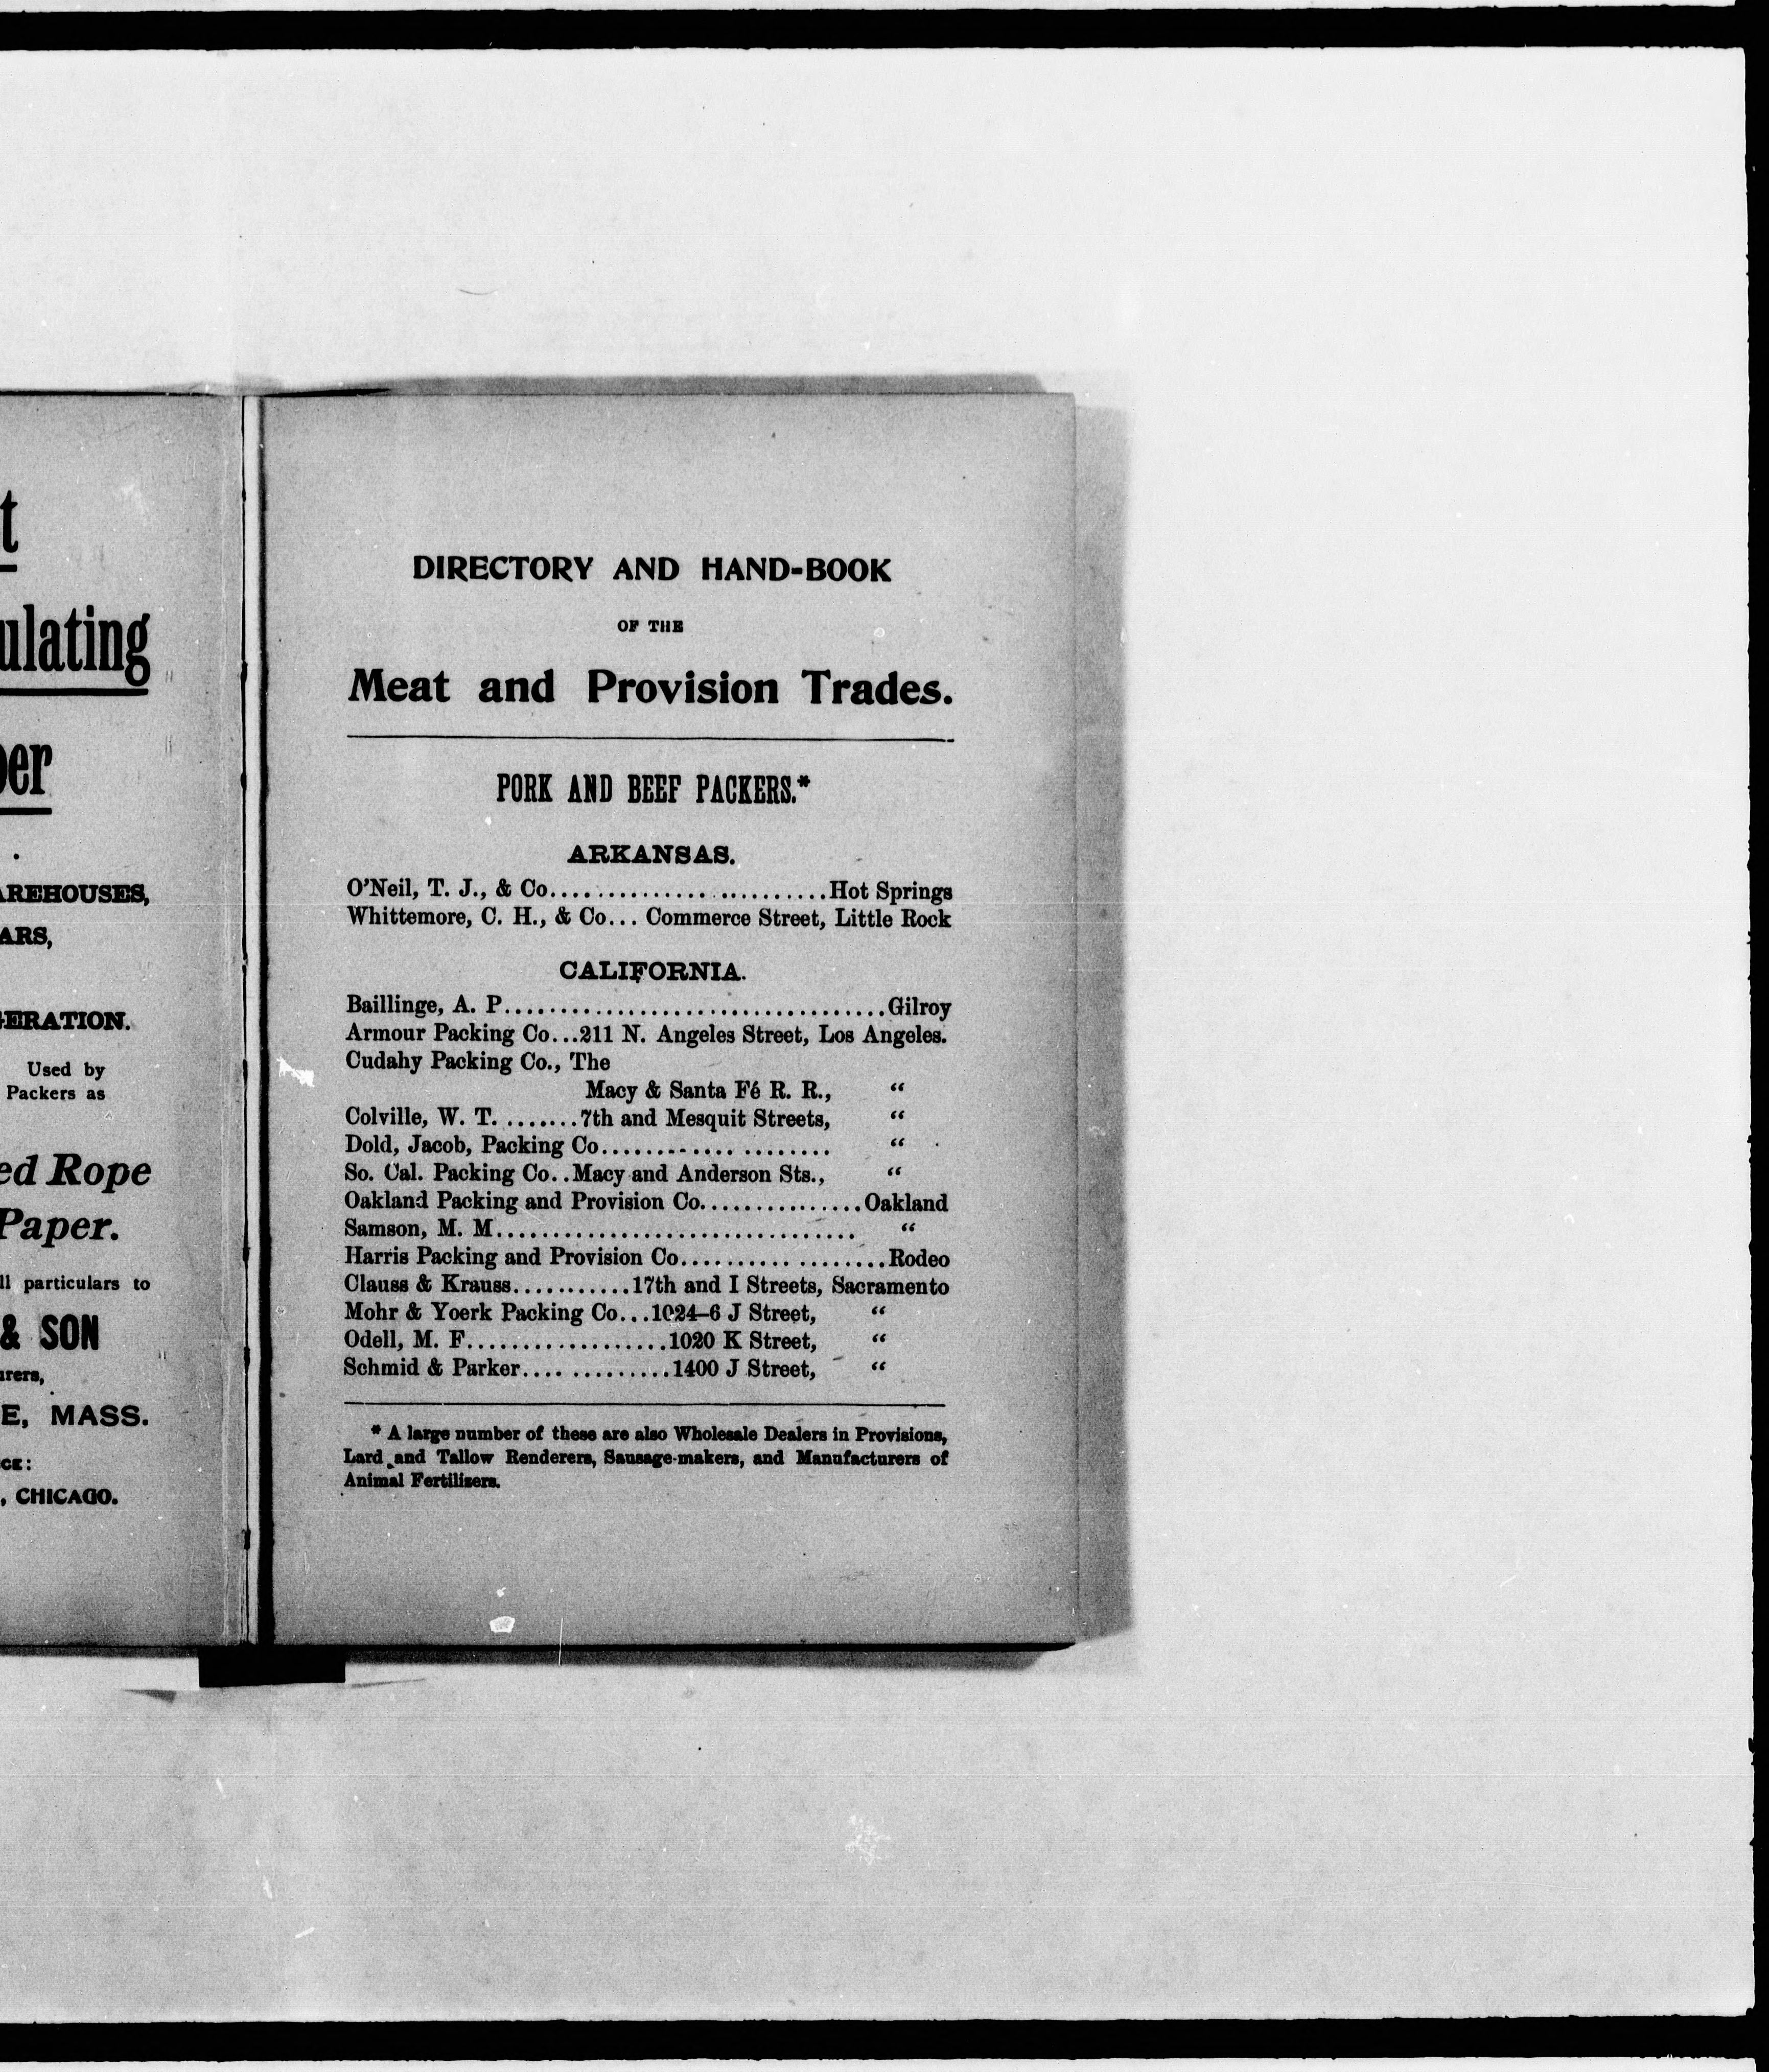 t
ulating
per
.
AREHOUSES,
ARS,
GERATION.
Used by
Packers as
ed Rope
Paper.
ll particulars to
& SON
urers,
E, MASS.
CE:
, CHICAGO.
DIRECTORY AND HAND-BOOK
OF THE
Meat and Provision Trades.
PORK AND BEEF PACKERS.*
ARKANSAS.
O'Neil, T. J., & Co..............................Hot Springs
Whittemore, C. H., & Co... Commerce Street, Little Rock
CALIFORNIA.
Baillinge, A. P.........................................Gilroy
Armour Packing Co...211 N. Angeles Street, Los Angeles.
Cudahy Packing Co., The
Macy & Santa Fé R. R., “
Colville, W. T. ........7th and Mesquit Streets, “
Dold, Jacob, Packing Co........................ “
So. Cal. Packing Co..Macy and Anderson Sts., “
Oakland Packing and Provision Co...............Oakland
Samson, M. M.................................. “
Harris Packing and Provision Co.....................Rodeo
Clauss & Krauss...........17th and I Streets, Sacramento
Mohr & Yoerk Packing Co...1024–6 J Street, “
Odell, M. F...................1020 K Street, “
Schmid & Parker.... ..........1400 J Street, “
* A large number of these are also Wholesale Dealers in Provisions,
Lard and Tallow Renderers, Sausage-makers, and Manufacturers of
Animal Fertilizers.